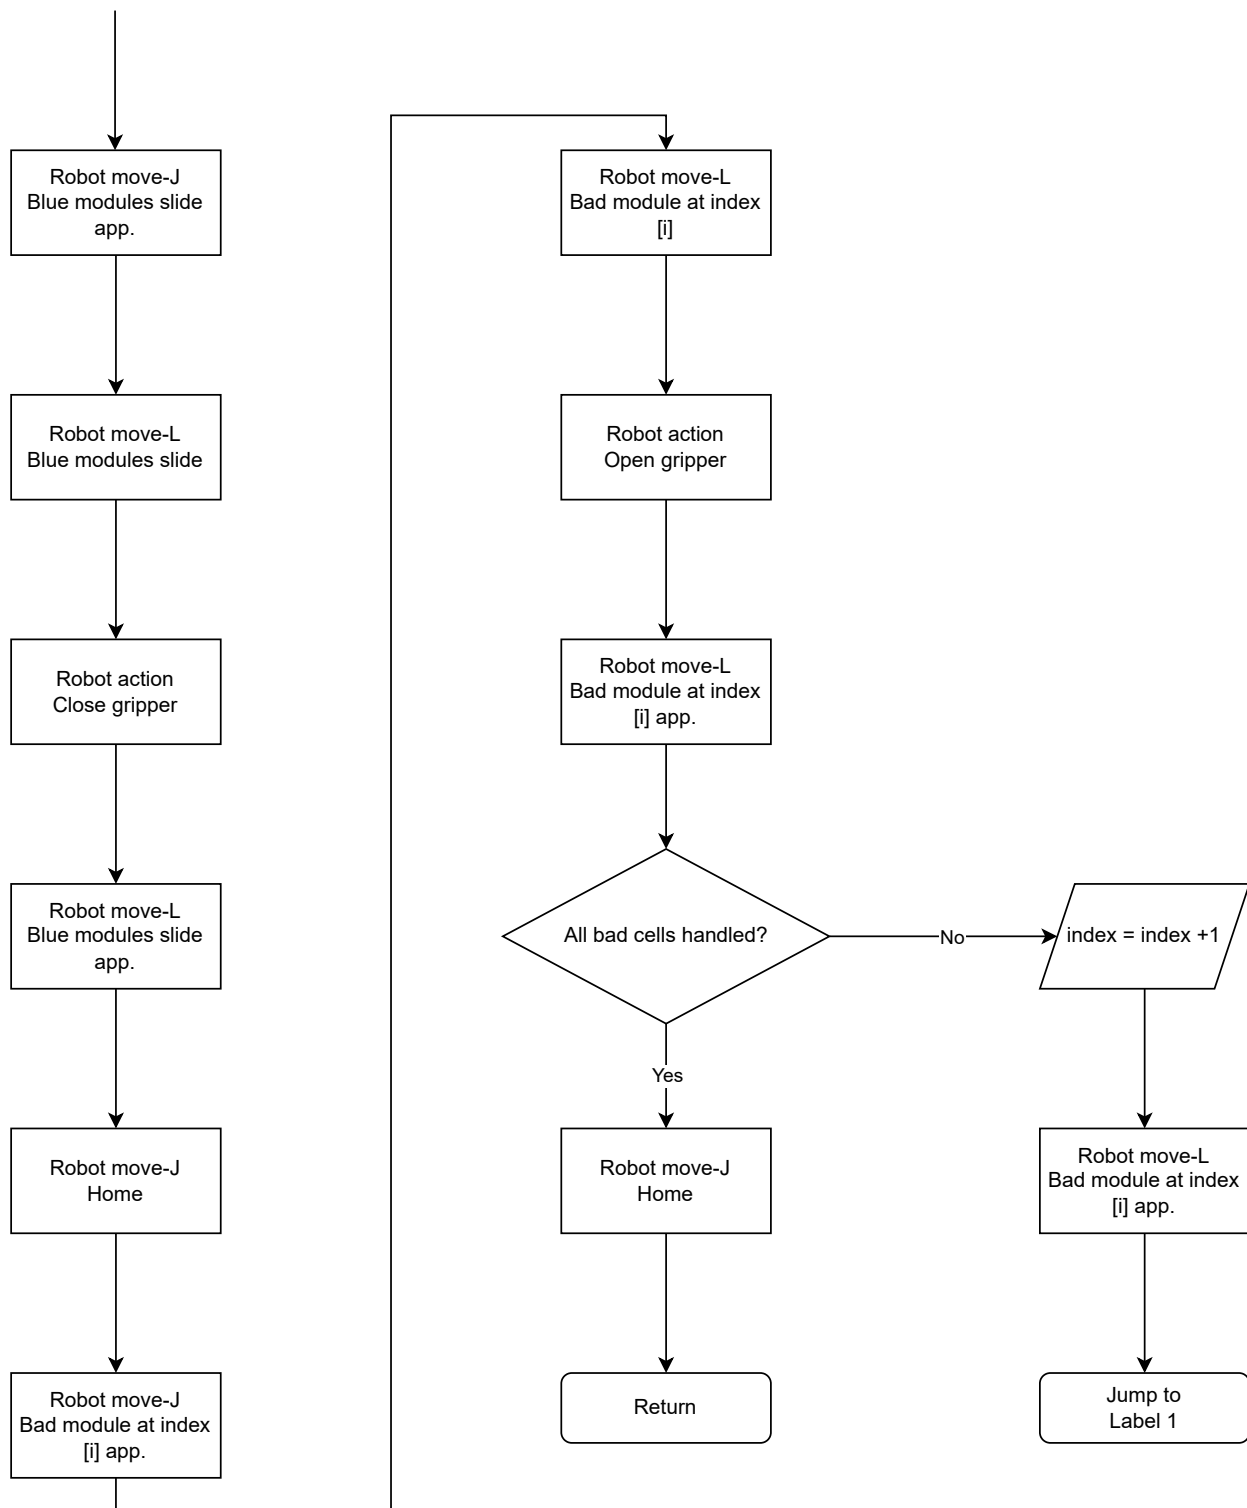 Robot move-J
Blue modules slide
app.
Robot move-L
Blue modules slide
Robot action
Close gripper
Robot move-L
Blue modules slide
app.
Robot move-J
Home
Robot move-J
Bad module at index
[i] app.
Robot move-L
Bad module at index
[i]
Robot action
Open gripper
Robot move-L
Bad module at index
[i] app.
All bad cells handled?
No
index = index +1
Yes
Robot move-J
Home
Return
Robot move-L
Bad module at index
[i] app.
Jump to
Label 1